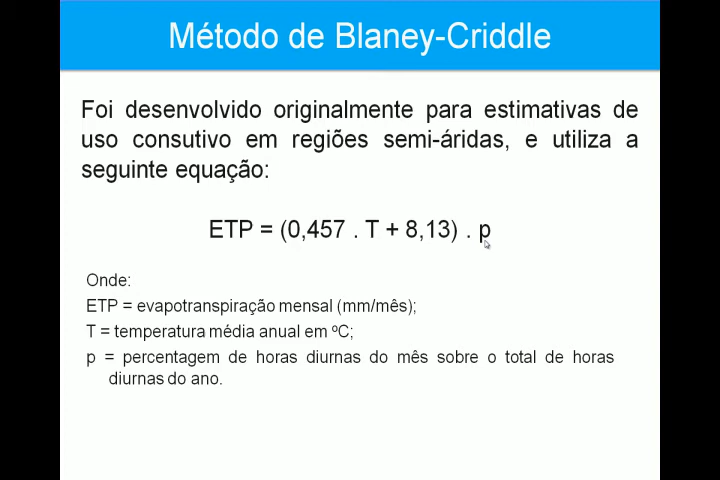 Método de Blaney-Criddle
Foi desenvolvido originalmente para estimativas de
uso consutivo em regiões semi-áridas, e utiliza a
seguinte equação:
ETP = (0,457 . T + 8,13) . p
Onde:
ETP = evapotranspiração mensal (mm/mês);
T = temperatura média anual em ºC;
p = percentagem de horas diurnas do mês sobre o total de horas
diurnas do ano.